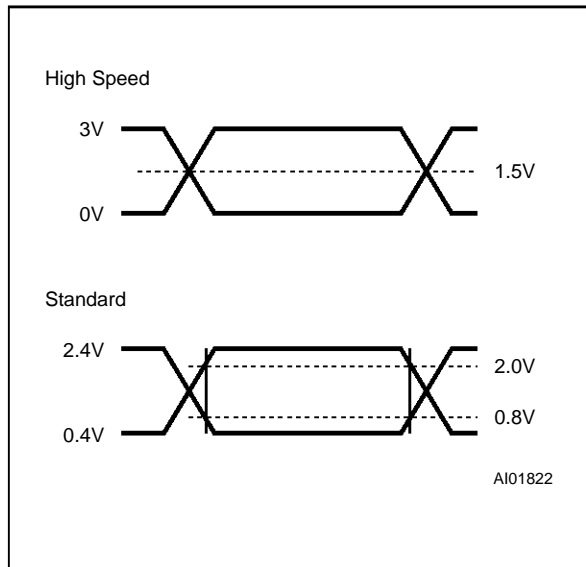 High Speed
3V
1.5V
0V
Standard
2.4V
2.0V
0.8V
0.4V
AI01822